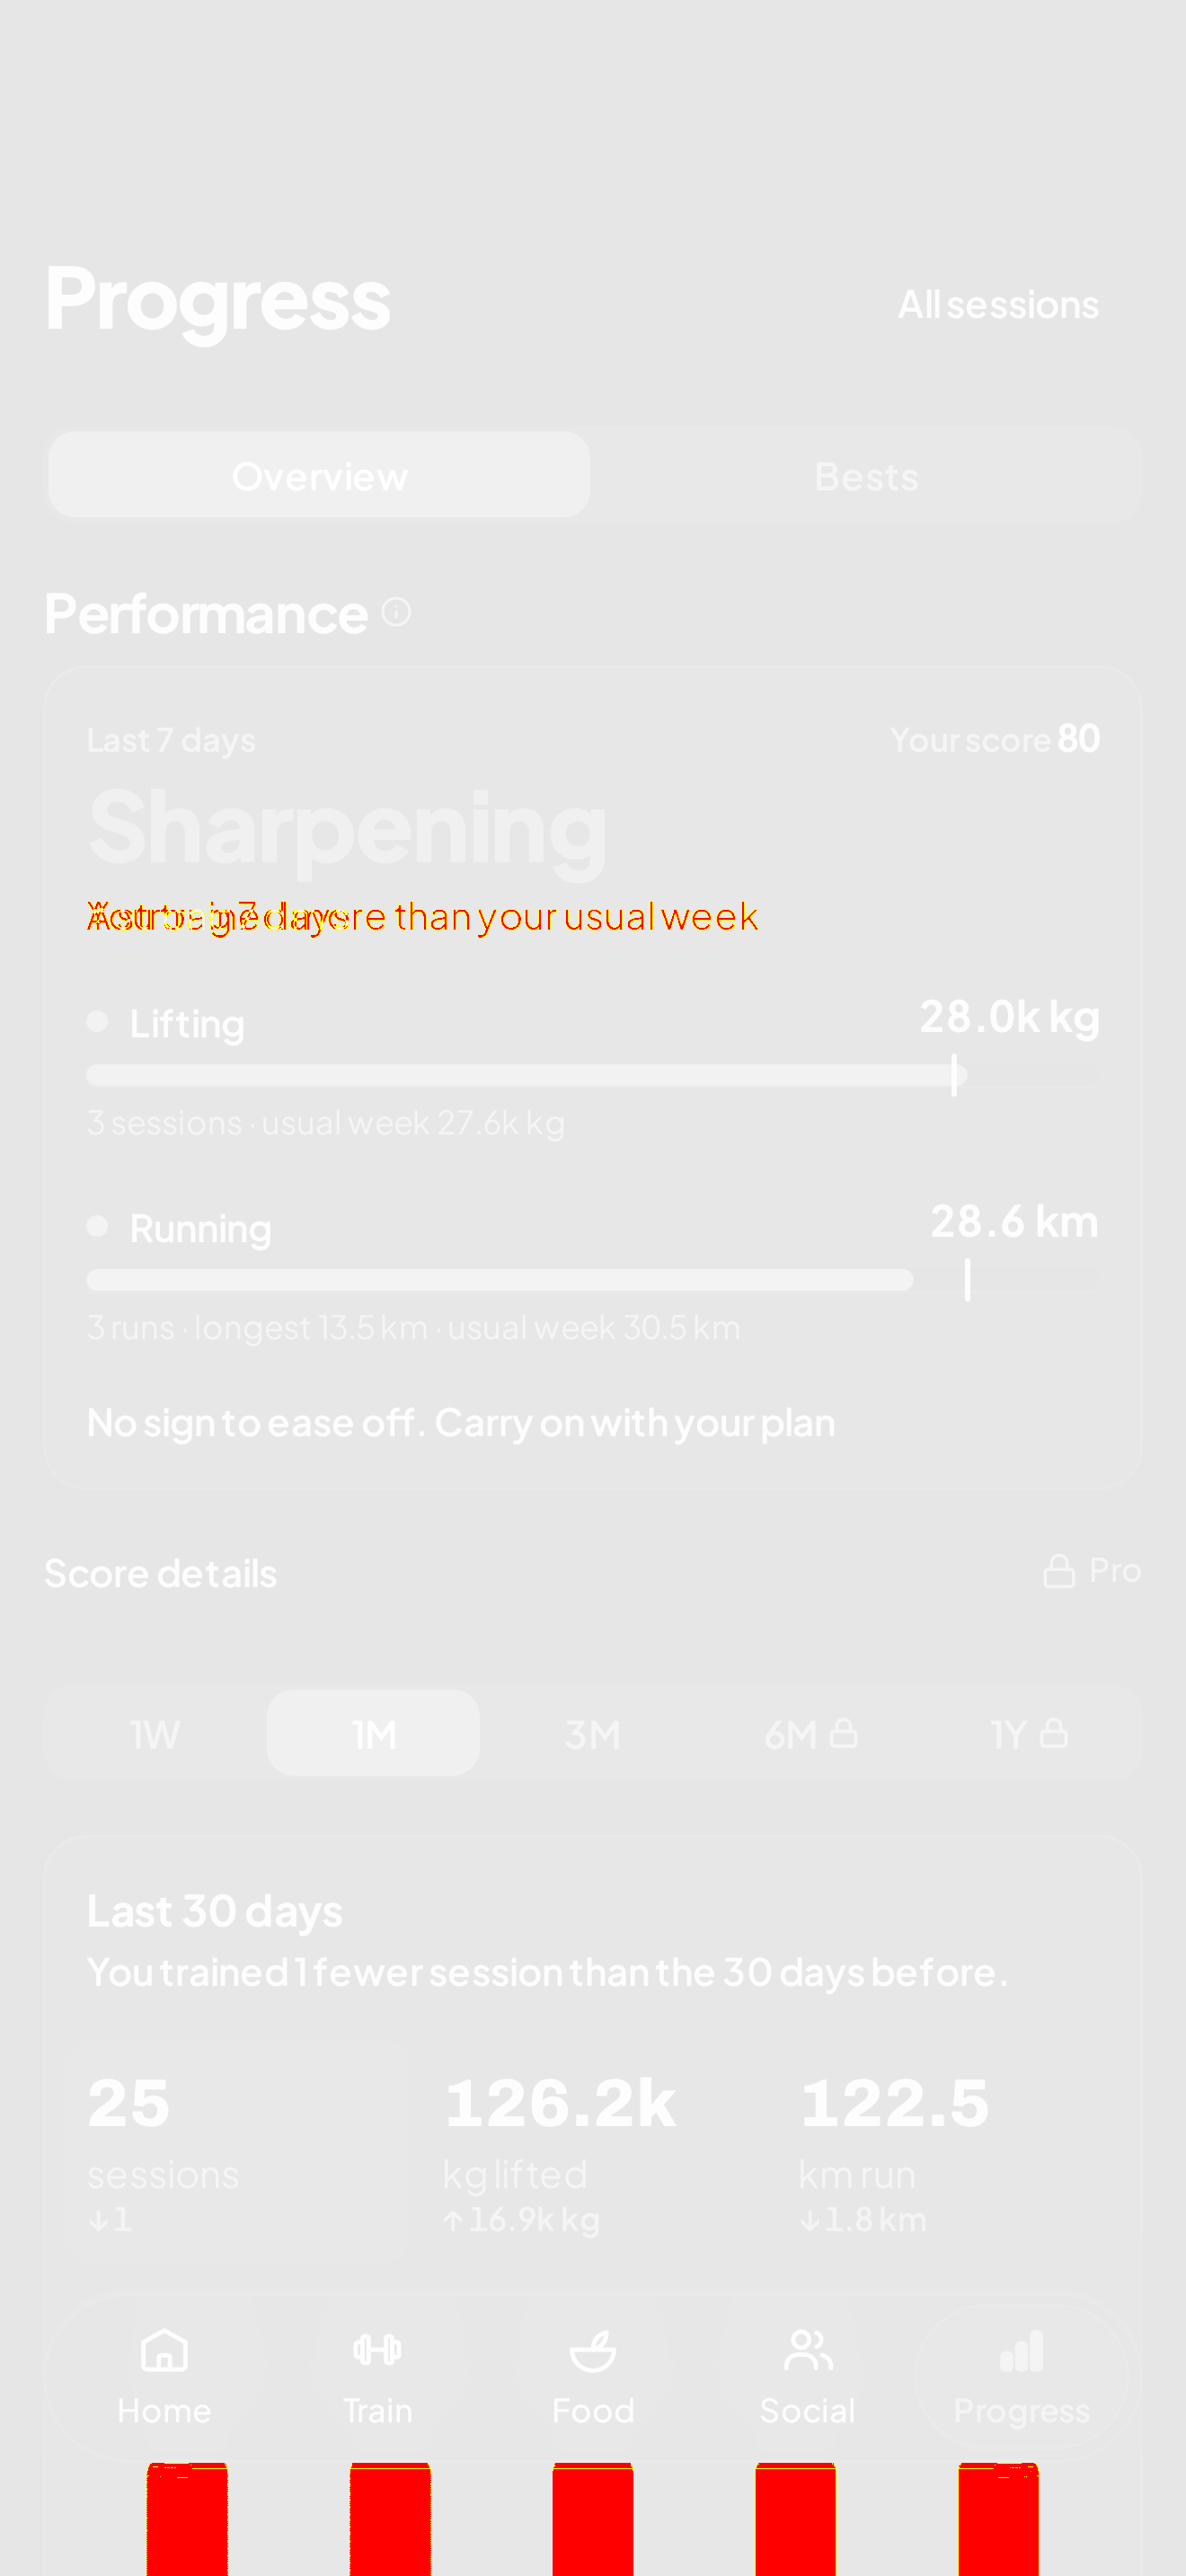 Progress
All sessions
Overview
Bests
Performance
Last 7 days
Your score 80
Sharpening
than your usual week
Lifting
28.0k kg
3 sessions · usual week 27.6k kg
Running
28.6 km
3 runs · longest 13.5 km · usual week 30.5 km
No sign to ease off. Carry on with your plan
Score details
Pro
1W
1M
3M
6M
1Y
Last 30 days
You trained 1 fewer session than the 30 days before.
25
126.2k
122.5
sessions
kg lifted
km run
↓1
↑16.9k kg
↓1.8 km
Home
Train
Food
Social
Progress